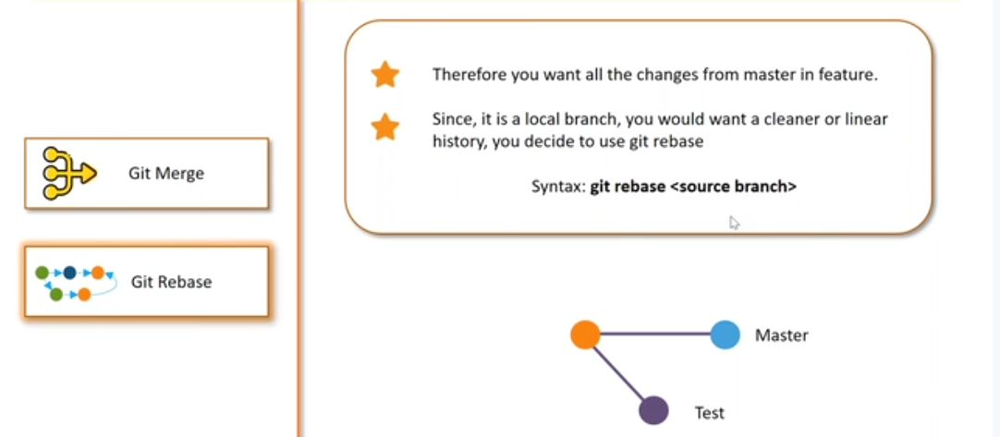 Therefore you want all the changes from master in feature.
Since, it is a local branch, you would want a cleaner or linear
history, you decide to use git rebase
Syntax: git rebase <source branch>
Git Merge
Git Rebase
Master
Test